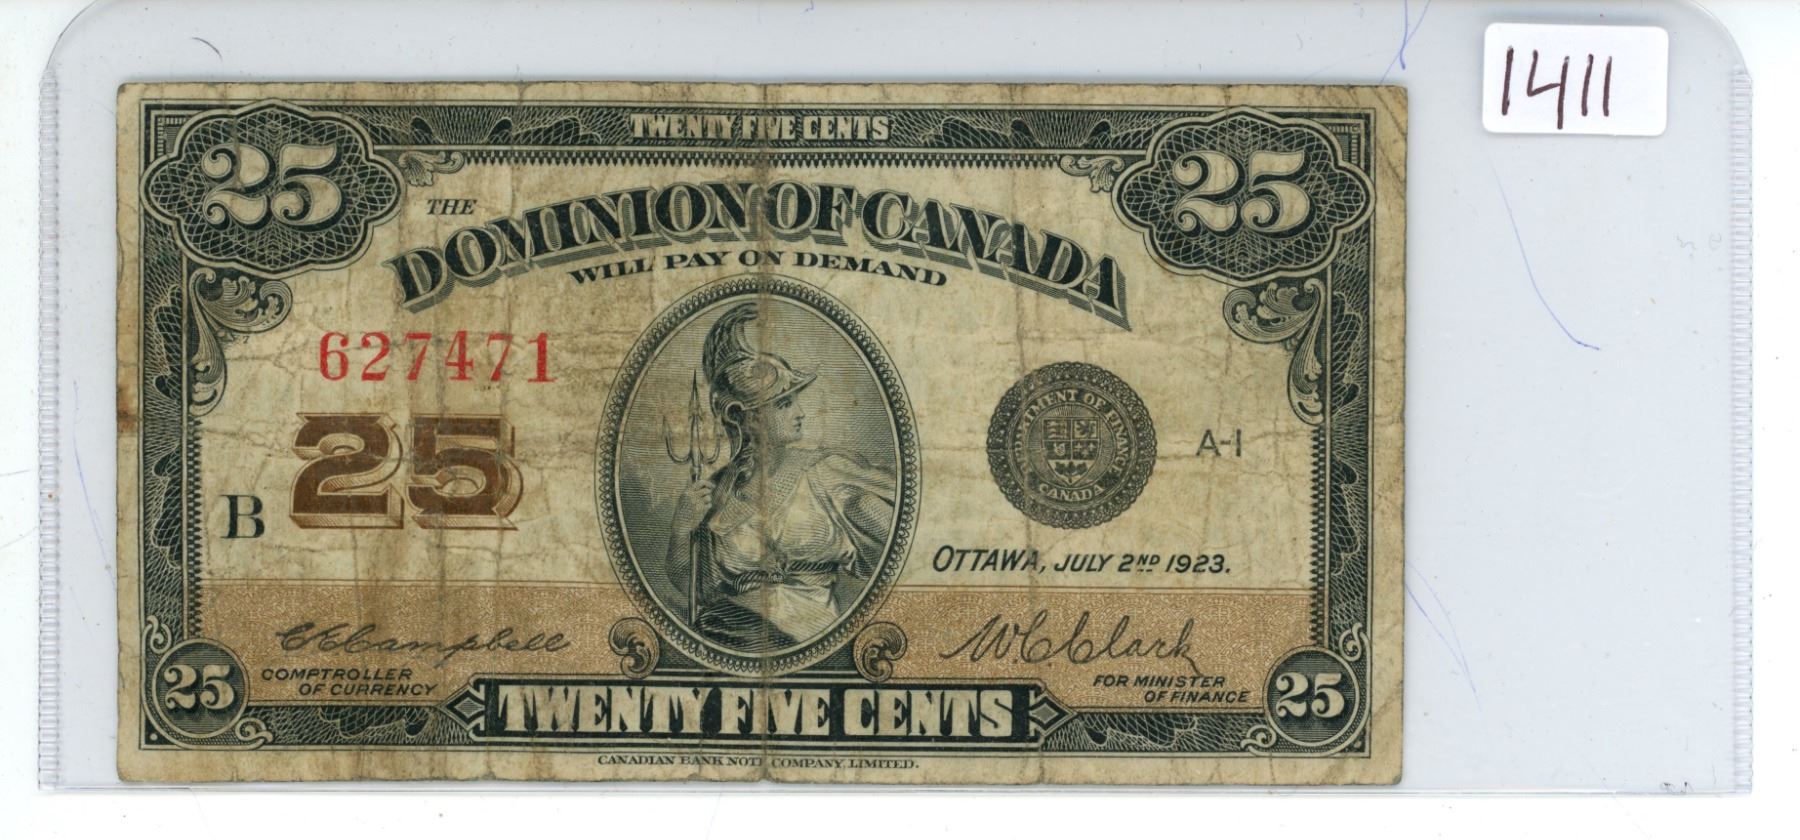 1411
TWENTY FIVE CENTS
25 25
THE
DOMINION OF CANADA
WILL PAY ON DEMAND
627471
25
B
DEPARTMENT OF FINANCE
CANADA
A-1
OTTAWA, JULY 2ND 1923.
C E Campbell
COMPTROLLER
OF CURRENCY
W C Clark
FOR MINISTER
OF FINANCE
25 TWENTY FIVE CENTS 25
CANADIAN BANK NOTE COMPANY, LIMITED.